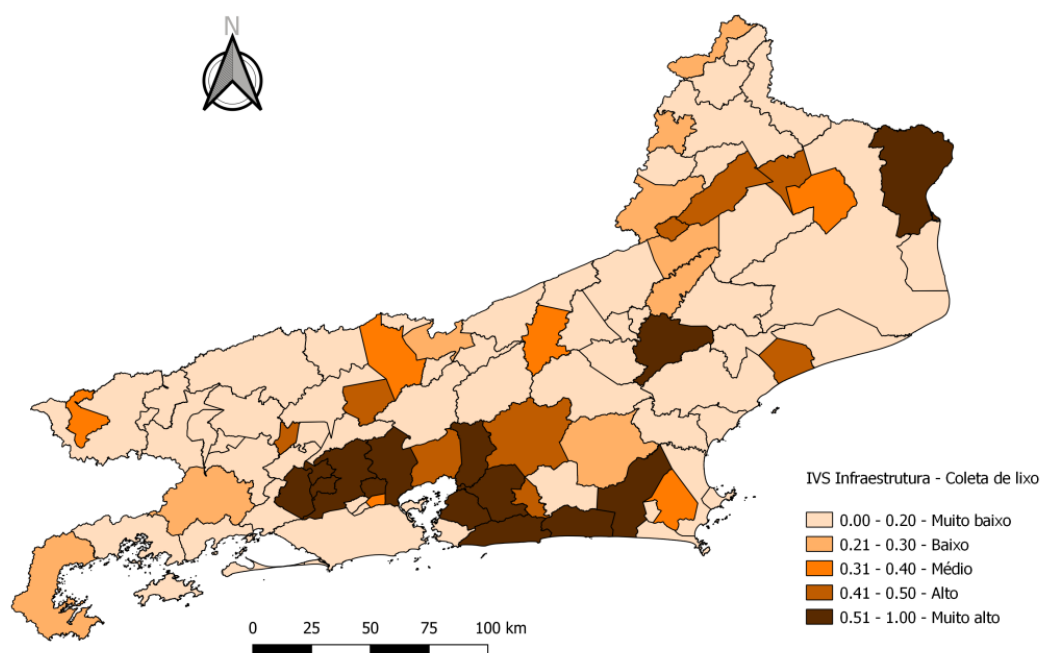 N
IVS Infraestrutura - Coleta de lixo
0.00 - 0.20 - Muito baixo
0.21 - 0.30 - Baixo
0.31 - 0.40 - Médio
0.41 - 0.50 - Alto
0.51 - 1.00 - Muito alto
0 25 50 75 100 km